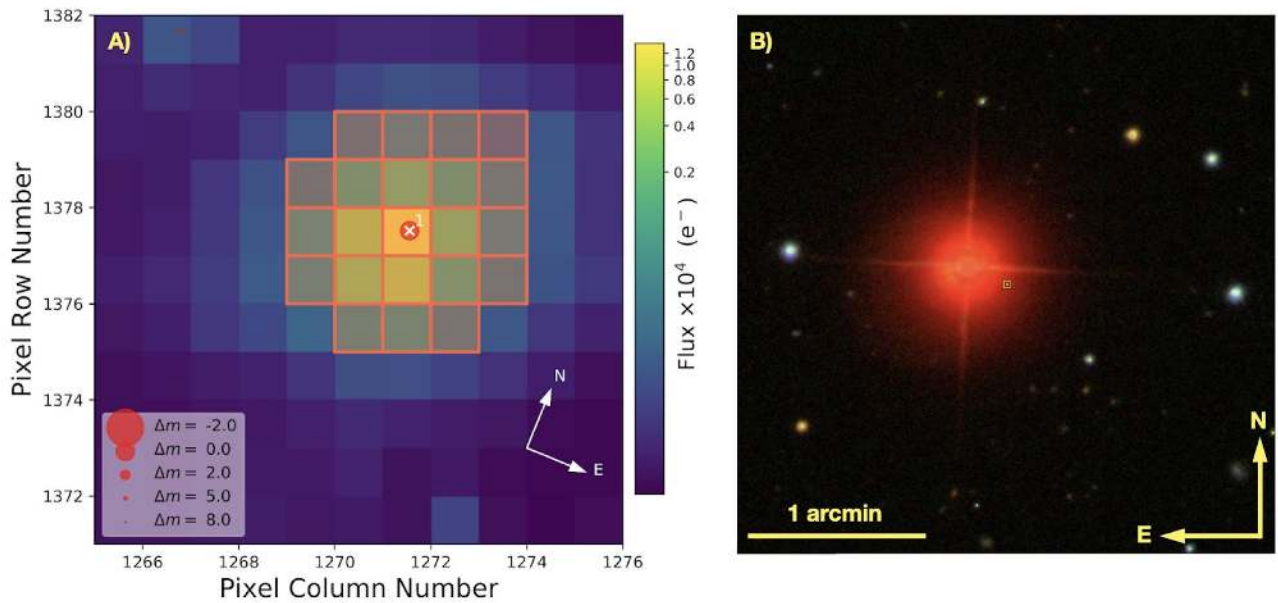 A)
Pixel Row Number
1382
1380
1378
1376
1374
1372
1
N
E
Δm = -2.0
Δm = 0.0
Δm = 2.0
Δm = 5.0
Δm = 8.0
1266 1268 1270 1272 1274 1276
Pixel Column Number
1.2
1.0
0.8
0.6
0.4
0.2
Flux ×10⁴ (e⁻)
B)
1 arcmin
N
E